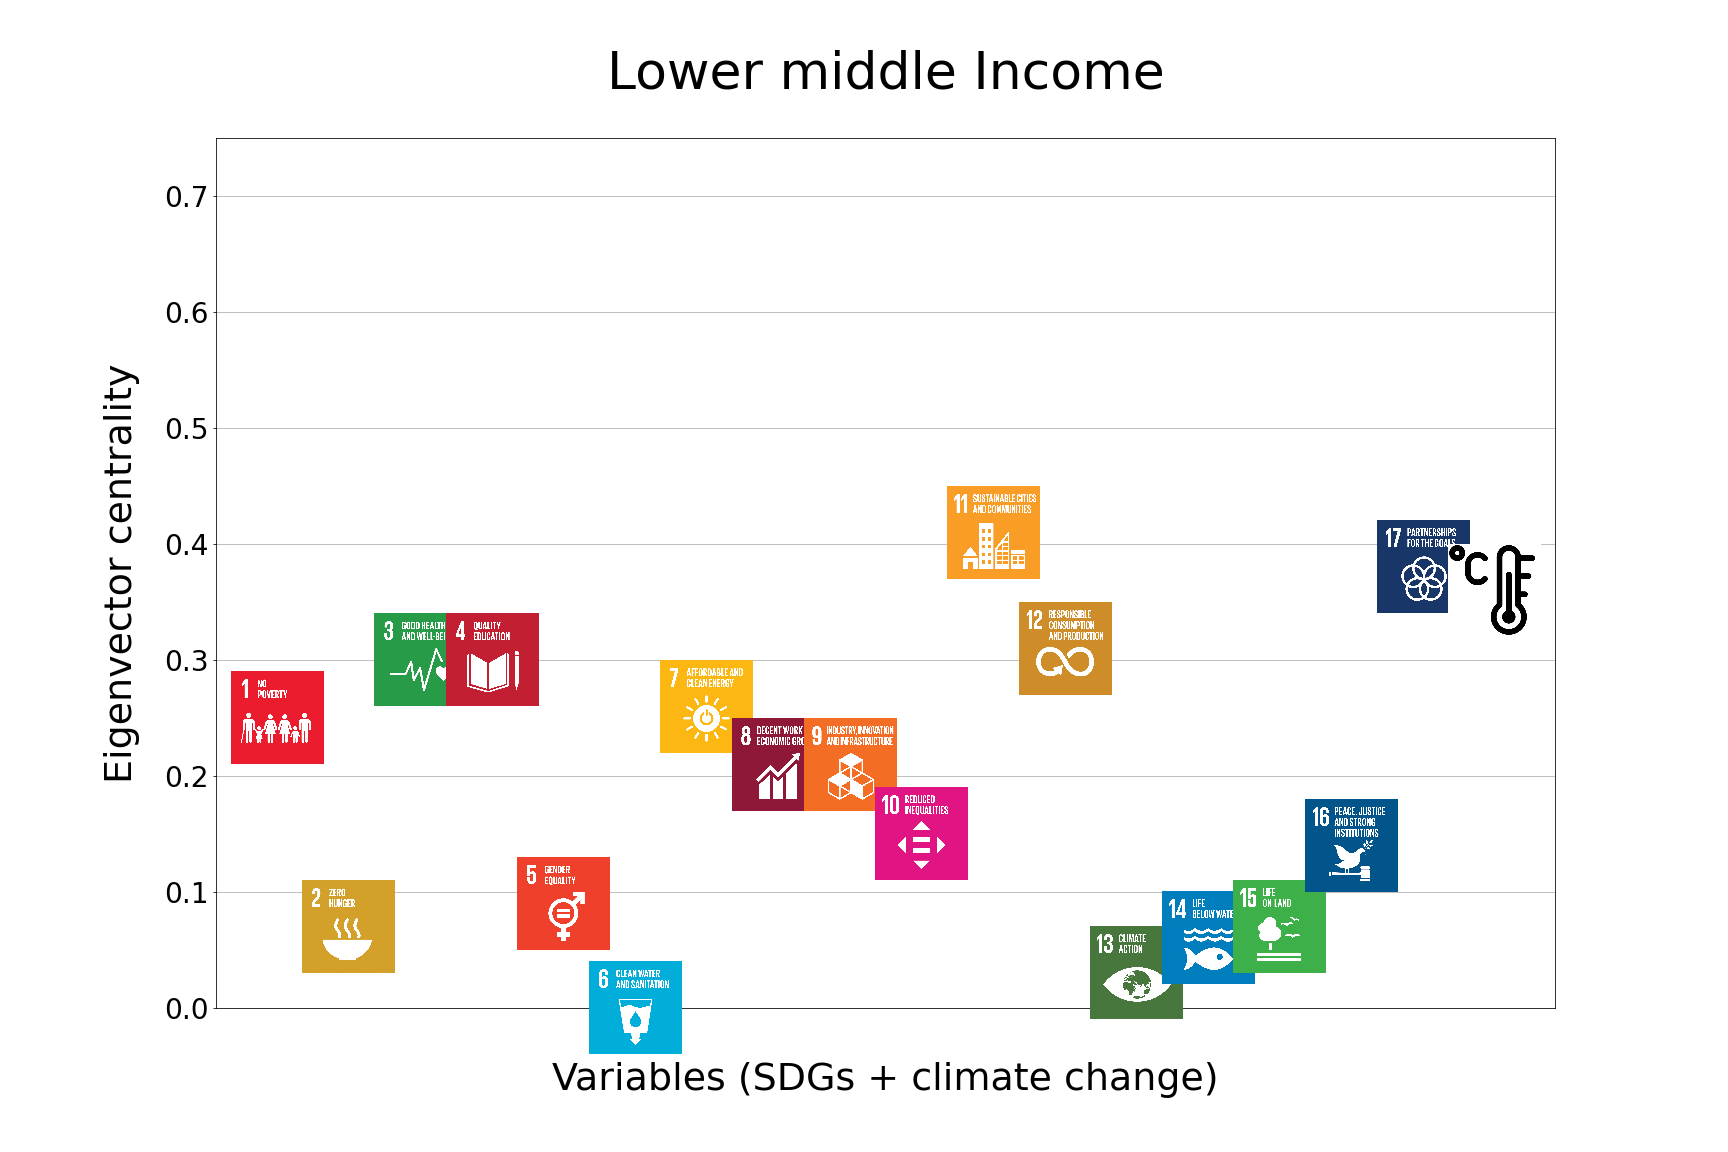 Lower middle Income
Eigenvector centrality
0.7
0.6
0.5
0.4
0.3
0.2
0.1
0.0
1 NO
POVERTY
2 ZERO
HUNGER
3 GOOD HEALTH
AND WELL-BEI
4 QUALITY
EDUCATION
5 GENDER
EQUALITY
6 CLEAN WATER
AND SANITATION
7 AFFORDABLE AND
CLEAN ENERGY
8 DECENT WORK
ECONOMIC GRO
9 INDUSTRY, INNOVATION
AND INFRASTRUCTURE
10 REDUCED
INEQUALITIES
11 SUSTAINABLE CITIES
AND COMMUNITIES
12 RESPONSIBLE
CONSUMPTION
AND PRODUCTION
13 CLIMATE
ACTION
14 LIFE
BELOW WATE
15 LIFE
ON LAND
16 PEACE, JUSTICE
AND STRONG
INSTITUTIONS
17 PARTNERSHIPS
FOR THE GOALS
°C
Variables (SDGs + climate change)